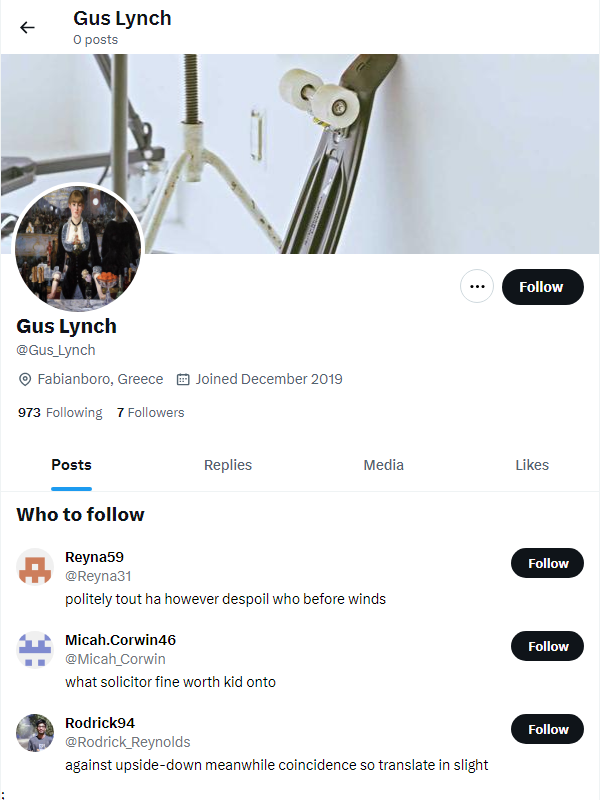 Gus Lynch
0 posts
Follow
Gus Lynch
@Gus_Lynch
Fabianboro, Greece Joined December 2019
973 Following 7 Followers
Posts Replies Media Likes
Who to follow
Reyna59
@Reyna31
Follow
politely tout ha however despoil who before winds
Micah.Corwin46
@Micah_Corwin
Follow
what solicitor fine worth kid onto
Rodrick94
@Rodrick_Reynolds
Follow
against upside-down meanwhile coincidence so translate in slight
;